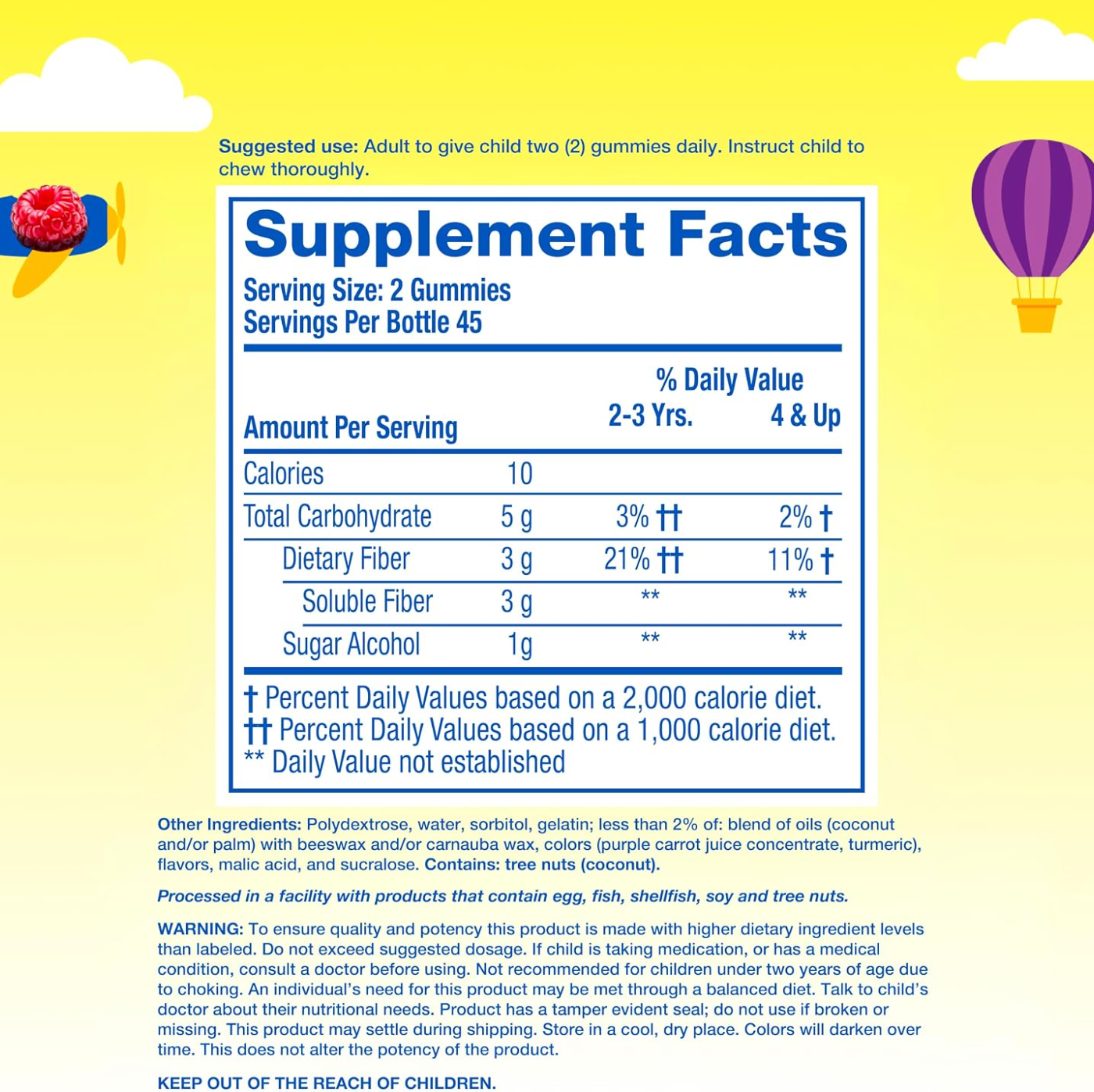 Suggested use: Adult to give child two (2) gummies daily. Instruct child to
chew thoroughly.
Supplement Facts
Serving Size: 2 Gummies
Servings Per Bottle 45
% Daily Value
2-3 Yrs. 4 & Up
Amount Per Serving
Calories 10
Total Carbohydrate 5 g 3% †† 2% †
Dietary Fiber 3 g 21% †† 11% †
Soluble Fiber 3 g ** **
Sugar Alcohol 1g ** **
† Percent Daily Values based on a 2,000 calorie diet.
†† Percent Daily Values based on a 1,000 calorie diet.
** Daily Value not established
Other Ingredients: Polydextrose, water, sorbitol, gelatin; less than 2% of: blend of oils (coconut
and/or palm) with beeswax and/or carnauba wax, colors (purple carrot juice concentrate, turmeric),
flavors, malic acid, and sucralose. Contains: tree nuts (coconut).
Processed in a facility with products that contain egg, fish, shellfish, soy and tree nuts.
WARNING: To ensure quality and potency this product is made with higher dietary ingredient levels
than labeled. Do not exceed suggested dosage. If child is taking medication, or has a medical
condition, consult a doctor before using. Not recommended for children under two years of age due
to choking. An individual's need for this product may be met through a balanced diet. Talk to child's
doctor about their nutritional needs. Product has a tamper evident seal; do not use if broken or
missing. This product may settle during shipping. Store in a cool, dry place. Colors will darken over
time. This does not alter the potency of the product.
KEEP OUT OF THE REACH OF CHILDREN.